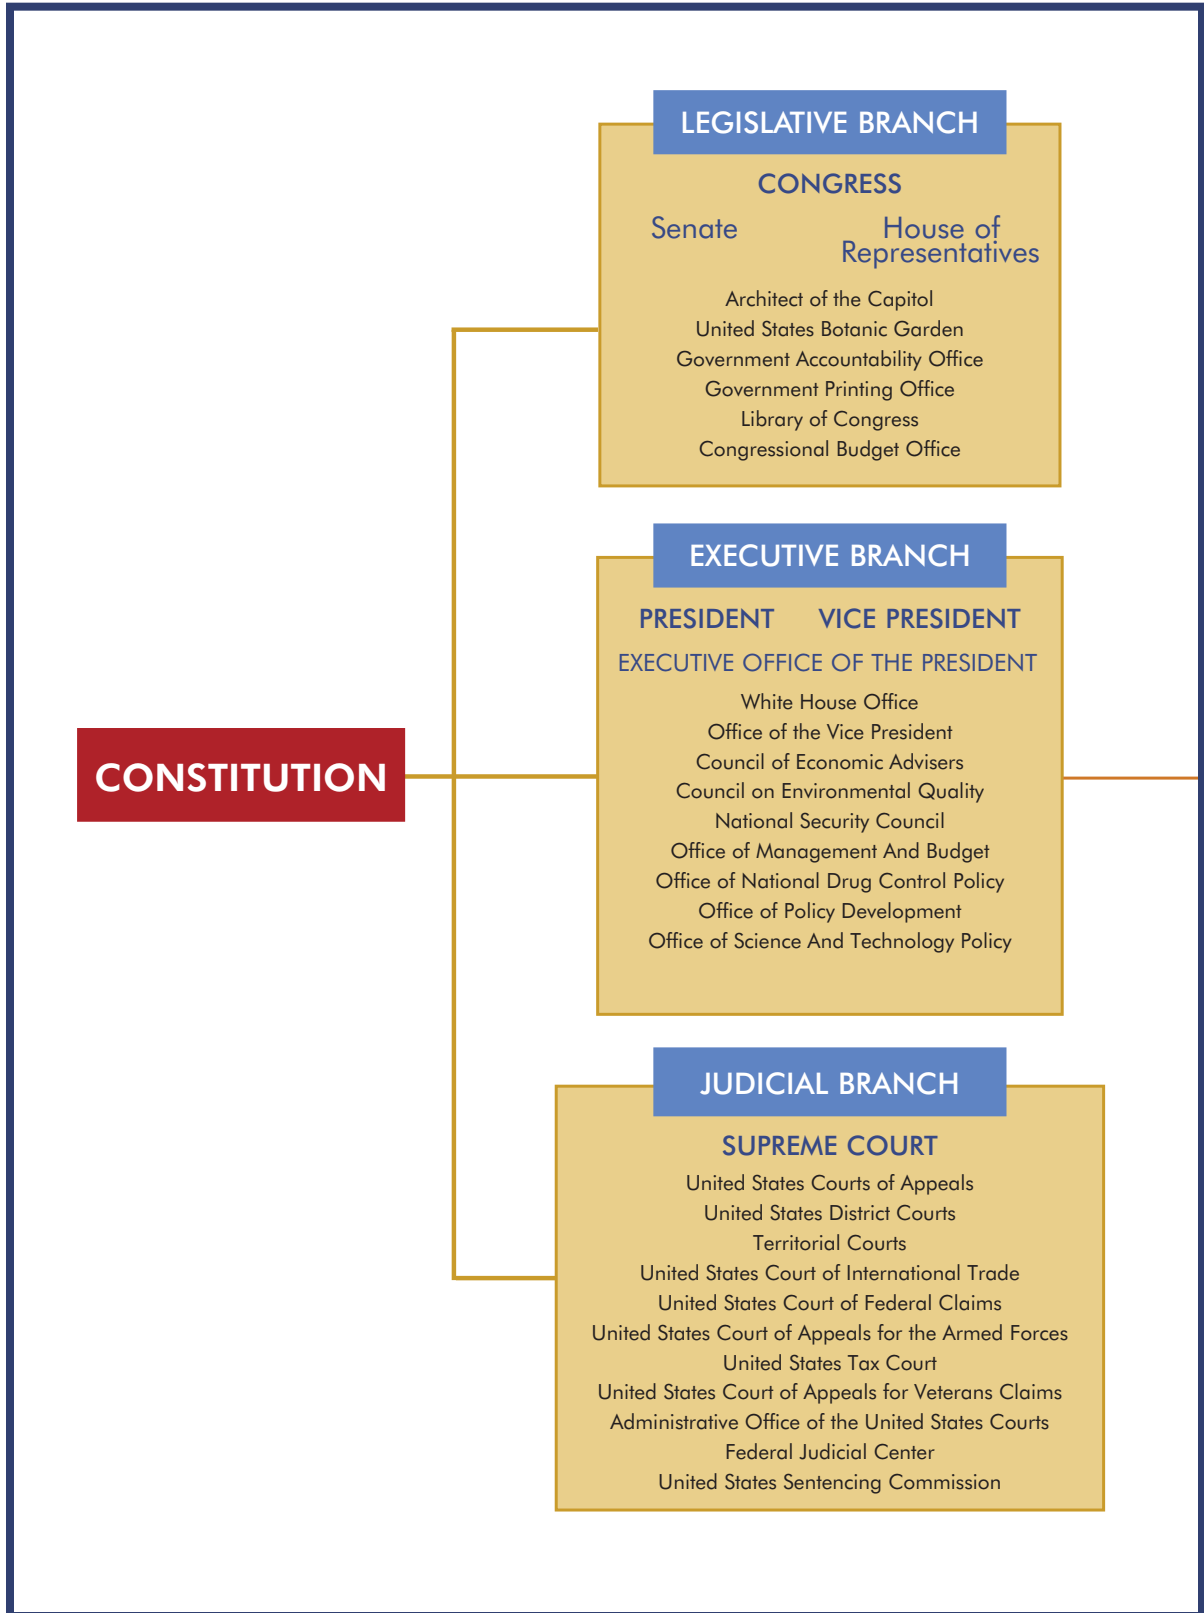 LEGISLATIVE BRANCH
CONGRESS
Senate
House of
Representatives
Architect of the Capitol
United States Botanic Garden
Government Accountability Office
Government Printing Office
Library of Congress
Congressional Budget Office
EXECUTIVE BRANCH
PRESIDENT VICE PRESIDENT
EXECUTIVE OFFICE OF THE PRESIDENT
White House Office
Office of the Vice President
Council of Economic Advisers
Council on Environmental Quality
National Security Council
Office of Management And Budget
Office of National Drug Control Policy
Office of Policy Development
Office of Science And Technology Policy
CONSTITUTION
JUDICIAL BRANCH
SUPREME COURT
United States Courts of Appeals
United States District Courts
Territorial Courts
United States Court of International Trade
United States Court of Federal Claims
United States Court of Appeals for the Armed Forces
United States Tax Court
United States Court of Appeals for Veterans Claims
Administrative Office of the United States Courts
Federal Judicial Center
United States Sentencing Commission